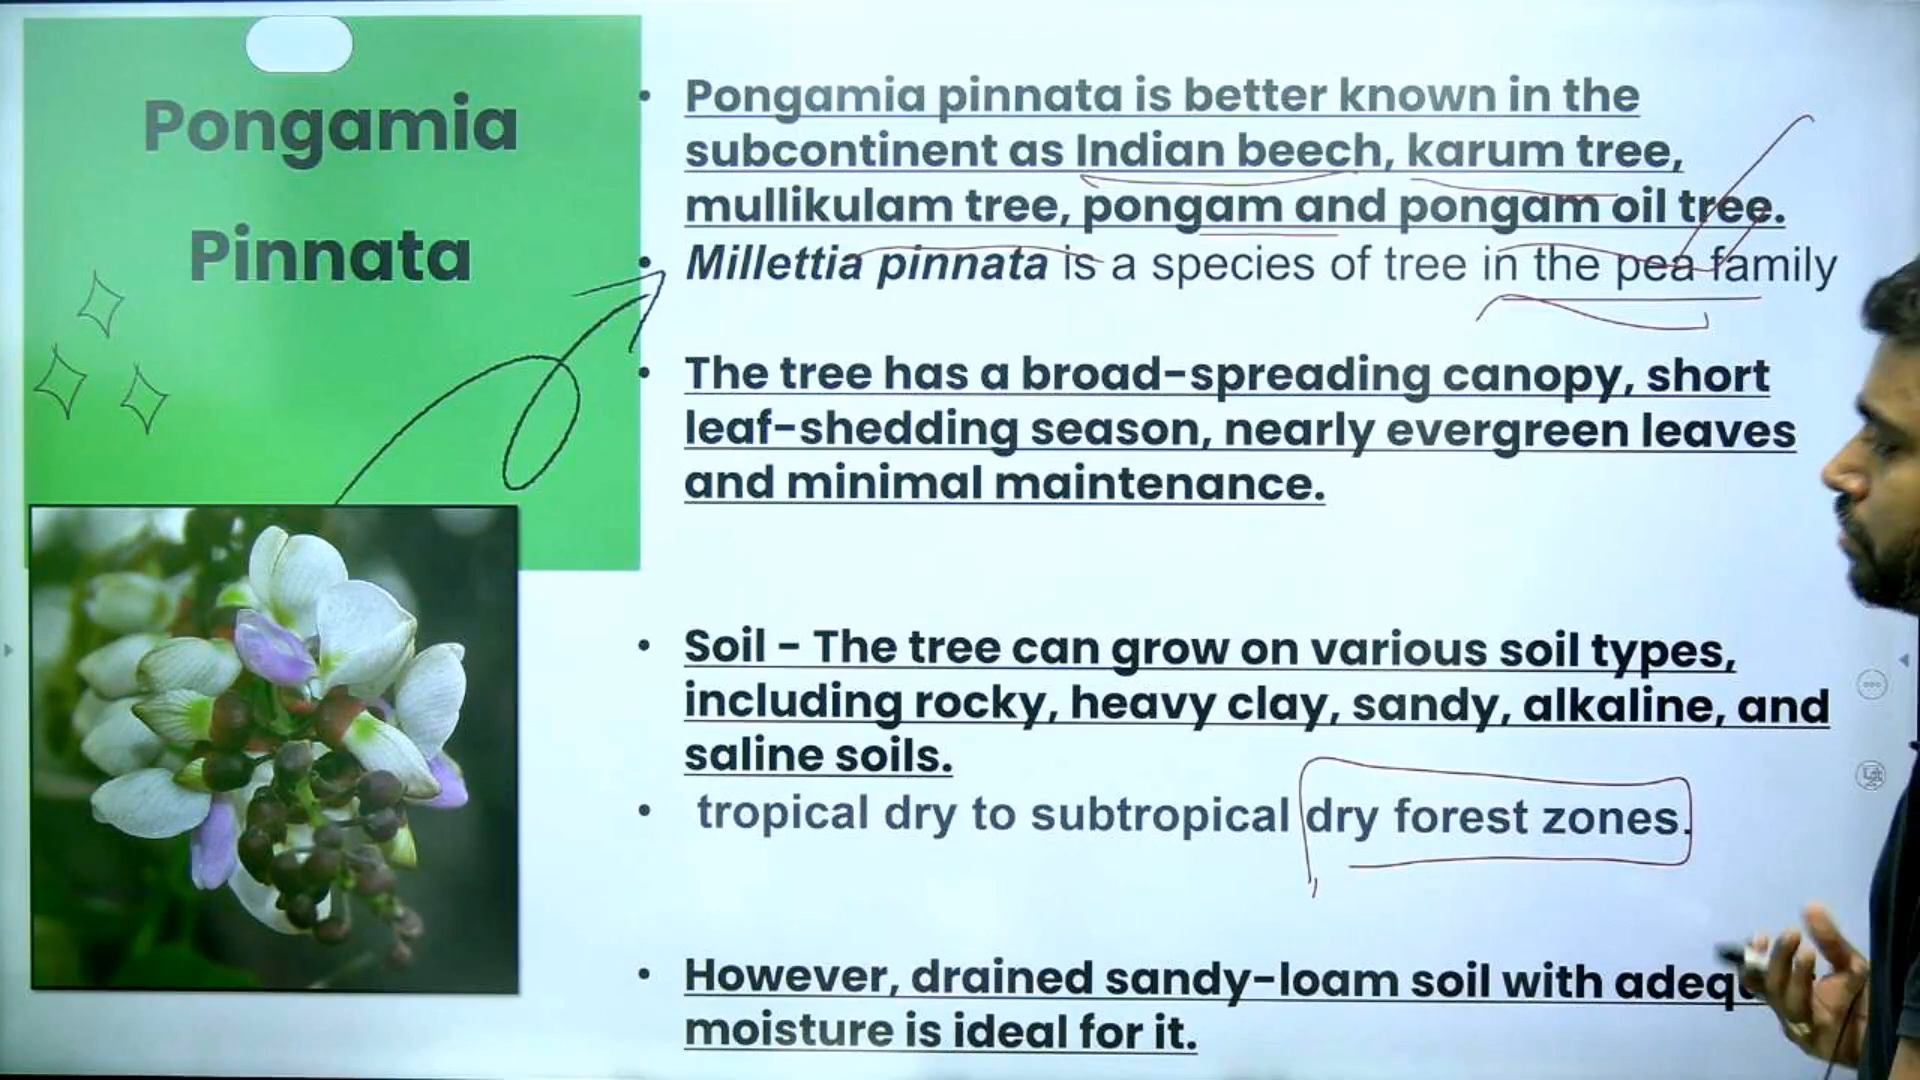 Pongamia
Pinnata
• Pongamia pinnata is better known in the
subcontinent as Indian beech, karum tree,
mullikulam tree, pongam and pongam oil tree.
• Millettia pinnata is a species of tree in the pea family
• The tree has a broad-spreading canopy, short
leaf-shedding season, nearly evergreen leaves
and minimal maintenance.
• Soil - The tree can grow on various soil types,
including rocky, heavy clay, sandy, alkaline, and
saline soils.
• tropical dry to subtropical dry forest zones.
• However, drained sandy-loam soil with
moisture is ideal for it.